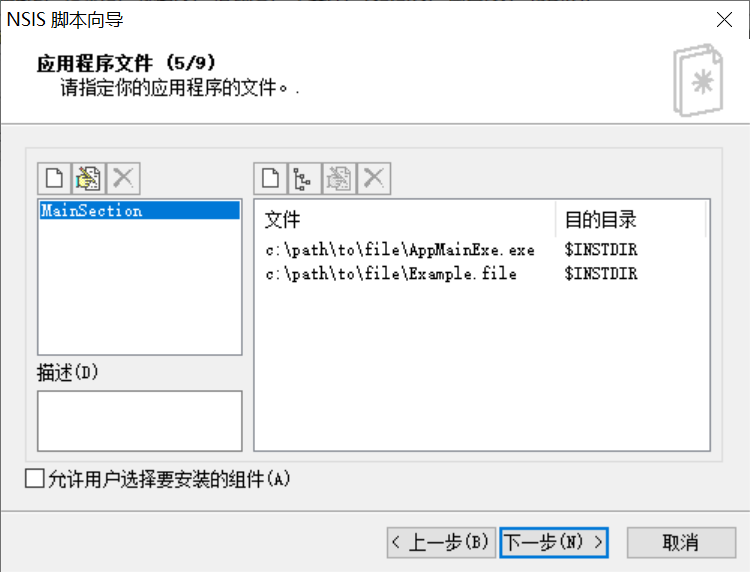 NSIS 脚本向导
应用程序文件 (5/9)
请指定你的应用程序的文件。.
MainSection
文件 目的目录
c:\path\to\file\AppMainExe.exe $INSTDIR
c:\path\to\file\Example.file $INSTDIR
描述(D)
允许用户选择要安装的组件(A)
< 上一步(B) 下一步(N) > 取消